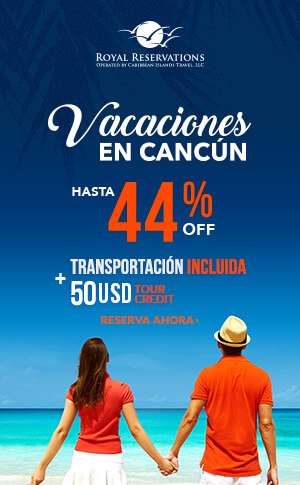 ROYAL RESERVATIONS
OPERATED BY CARIBBEAN ISLANDS TRAVEL, LLC
Vacaciones
EN CANCÚN
HASTA 44% OFF
+ TRANSPORTACIÓN INCLUIDA
50USD TOUR CREDIT
RESERVA AHORA